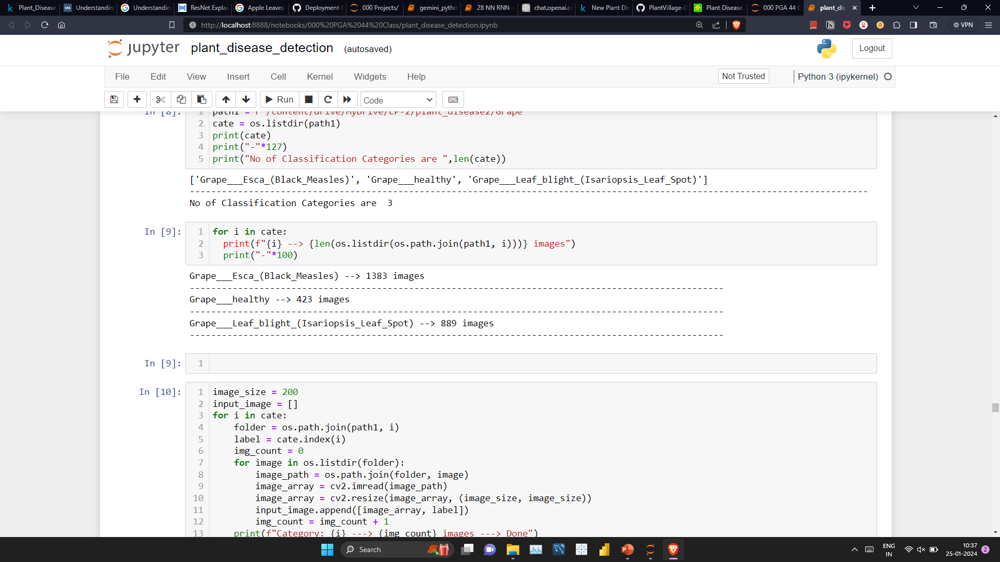 Plant_Disease
Understandin
Understandin
ResNet Explai
Apple Leaves
Deployment-
000 Projects/
gemini_pytho
28 NN RNN -
chat.openai.cc
New Plant Dis
PlantVillage-D
Plant Disease
000 PGA 44 C
plant_dis
http://localhost:8888/notebooks/000%20PGA%2044%20Class/plant_disease_detection.ipynb
VPN
jupyter plant_disease_detection (autosaved)
Logout
File Edit View Insert Cell Kernel Widgets Help
Not Trusted
Python 3 (ipykernel)
Run
Code
In [8]: 1 path1 = r"/content/drive/MyDrive/CP-2/plant_disease2/Grape"
2 cate = os.listdir(path1)
3 print(cate)
4 print("-"*127)
5 print("No of Classification Categories are ",len(cate))
['Grape___Esca_(Black_Measles)', 'Grape___healthy', 'Grape___Leaf_blight_(Isariopsis_Leaf_Spot)']
-------------------------------------------------------------------------------------------------------------------------------
No of Classification Categories are  3
In [9]: 1 for i in cate:
2   print(f"{i} --> {len(os.listdir(os.path.join(path1, i)))} images")
3   print("-"*100)
Grape___Esca_(Black_Measles) --> 1383 images
----------------------------------------------------------------------------------------------------
Grape___healthy --> 423 images
----------------------------------------------------------------------------------------------------
Grape___Leaf_blight_(Isariopsis_Leaf_Spot) --> 889 images
----------------------------------------------------------------------------------------------------
In [9]: 1
In [10]: 1 image_size = 200
2 input_image = []
3 for i in cate:
4     folder = os.path.join(path1, i)
5     label = cate.index(i)
6     img_count = 0
7     for image in os.listdir(folder):
8         image_path = os.path.join(folder, image)
9         image_array = cv2.imread(image_path)
10         image_array = cv2.resize(image_array, (image_size, image_size))
11         input_image.append([image_array, label])
12         img_count = img_count + 1
13     print(f"Category: {i} ---> {img_count} images ---> Done")
Search
ENG
IN
10:37
25-01-2024
2